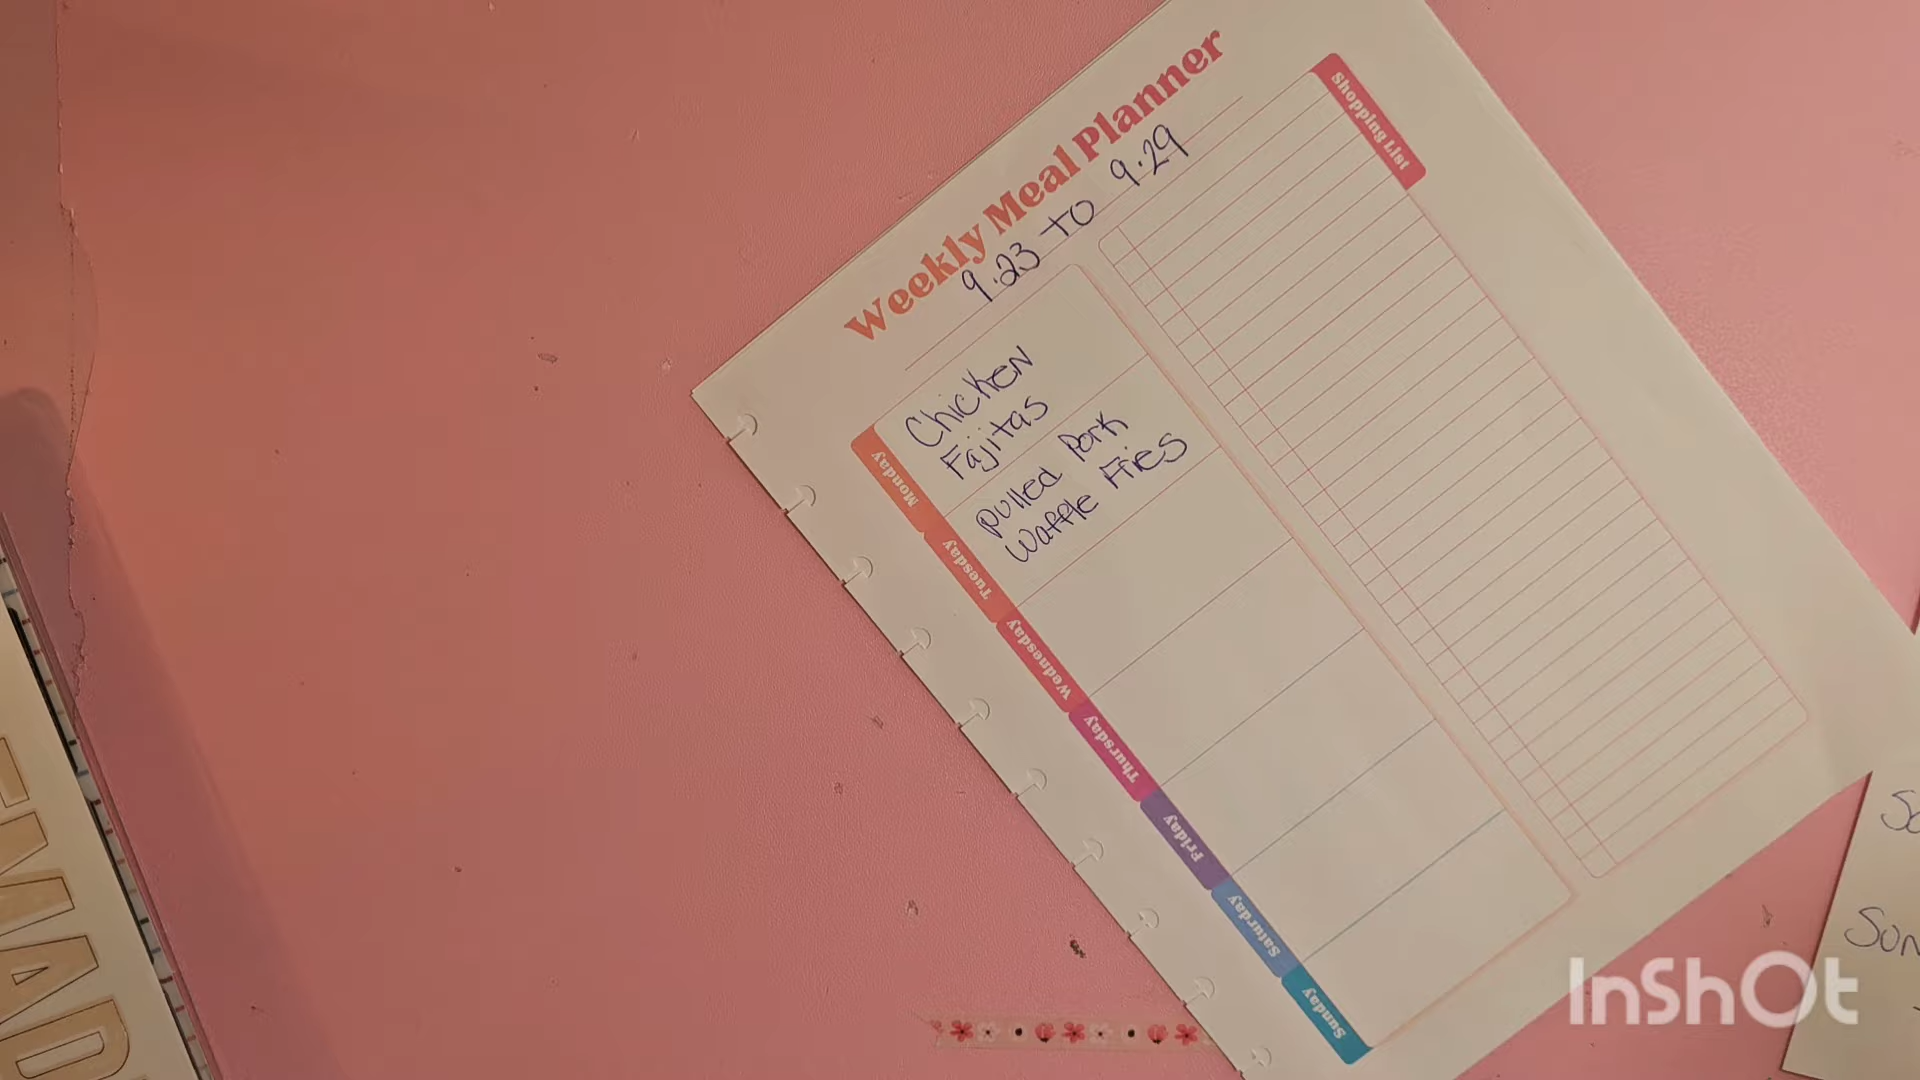 Weekly Meal Planner
9.23 to 9.29
Shopping List
Monday
Chicken
Fajitas
Tuesday
pulled pork
waffle Fries
Wednesday
Thursday
Friday
Saturday
Sunday
InShOt